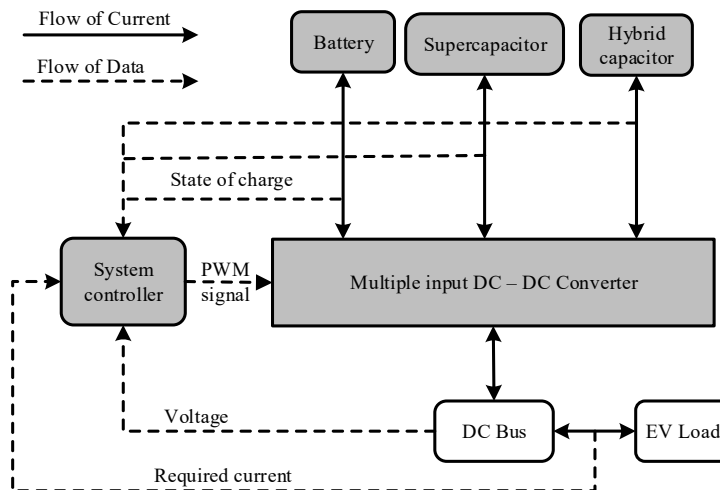 Flow of Current
Flow of Data
Battery
Supercapacitor
Hybrid
capacitor
State of charge
System
controller
PWM
signal
Multiple input DC – DC Converter
Voltage
DC Bus
EV Load
Required current